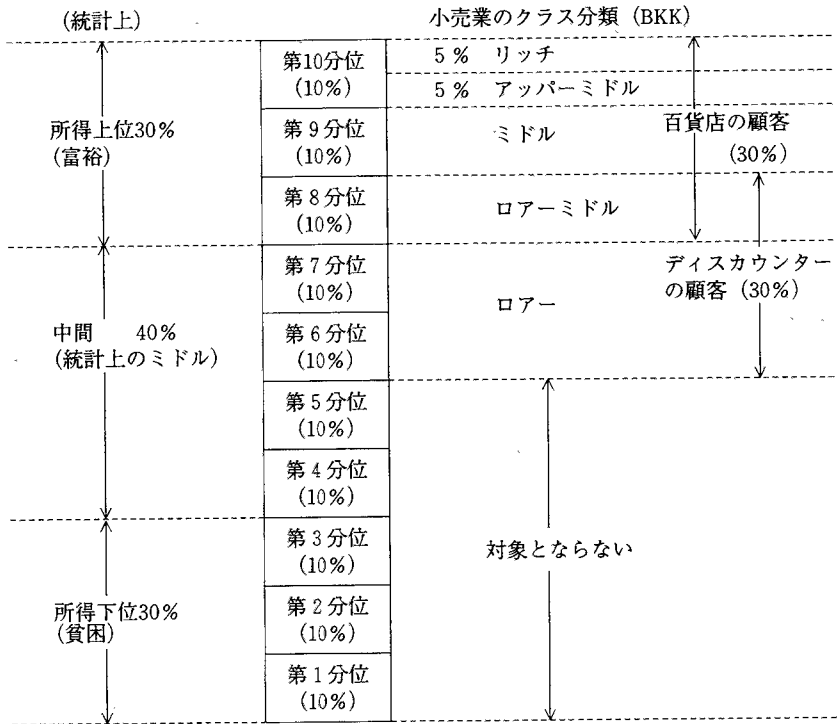 (統計上)
小売業のクラス分類 (BKK)
第10分位
(10%)
5% リッチ
5% アッパーミドル
所得上位30%
(富裕)
第9分位
(10%)
ミドル
百貨店の顧客
(30%)
第8分位
(10%)
ロアーミドル
第7分位
(10%)
ディスカウンター
の顧客 (30%)
ロアー
中間 40%
(統計上のミドル)
第6分位
(10%)
第5分位
(10%)
第4分位
(10%)
第3分位
(10%)
対象とならない
所得下位30%
(貧困)
第2分位
(10%)
第1分位
(10%)